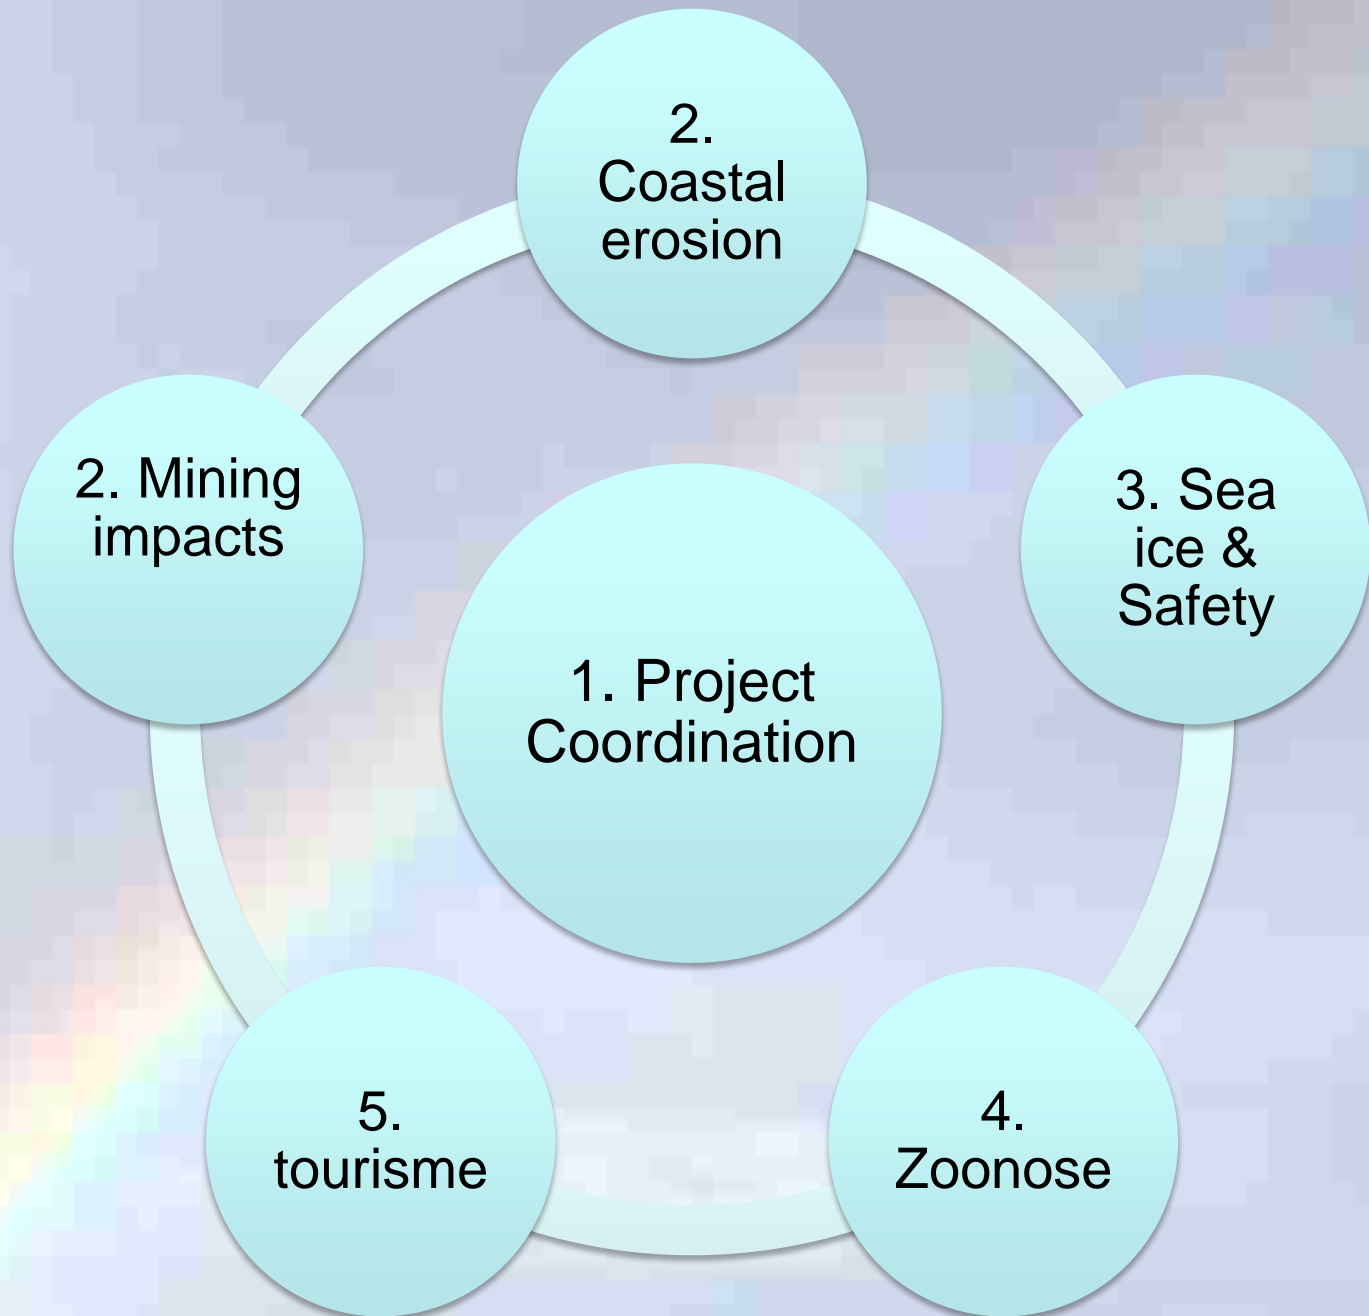 2.
Coastal
erosion
2. Mining
impacts
3. Sea
ice &
Safety
1. Project
Coordination
5.
tourisme
4.
Zoonose